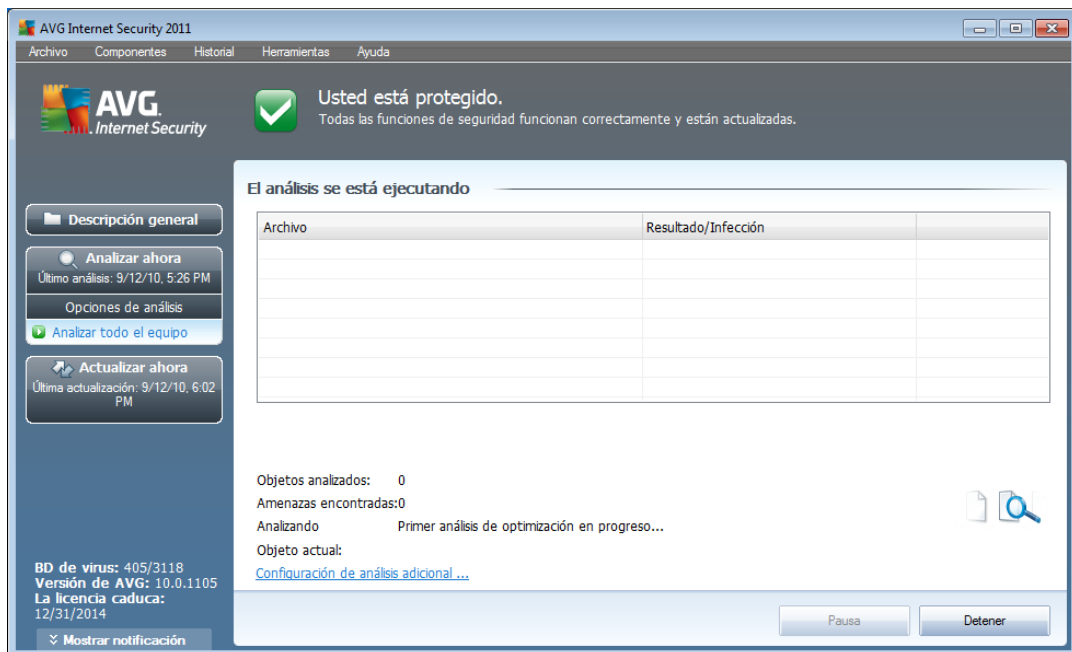 AVG Internet Security 2011
Archivo Componentes Historial Herramientas Ayuda
AVG.
Internet Security
Usted está protegido.
Todas las funciones de seguridad funcionan correctamente y están actualizadas.
Descripción general
Analizar ahora
Último análisis: 9/12/10, 5:26 PM
Opciones de análisis
Analizar todo el equipo
Actualizar ahora
Última actualización: 9/12/10, 6:02
PM
BD de virus: 405/3118
Versión de AVG: 10.0.1105
La licencia caduca:
12/31/2014
Mostrar notificación
El análisis se está ejecutando
Archivo Resultado/Infección
Objetos analizados: 0
Amenazas encontradas:0
Analizando Primer análisis de optimización en progreso...
Objeto actual:
Configuración de análisis adicional ...
Pausa Detener